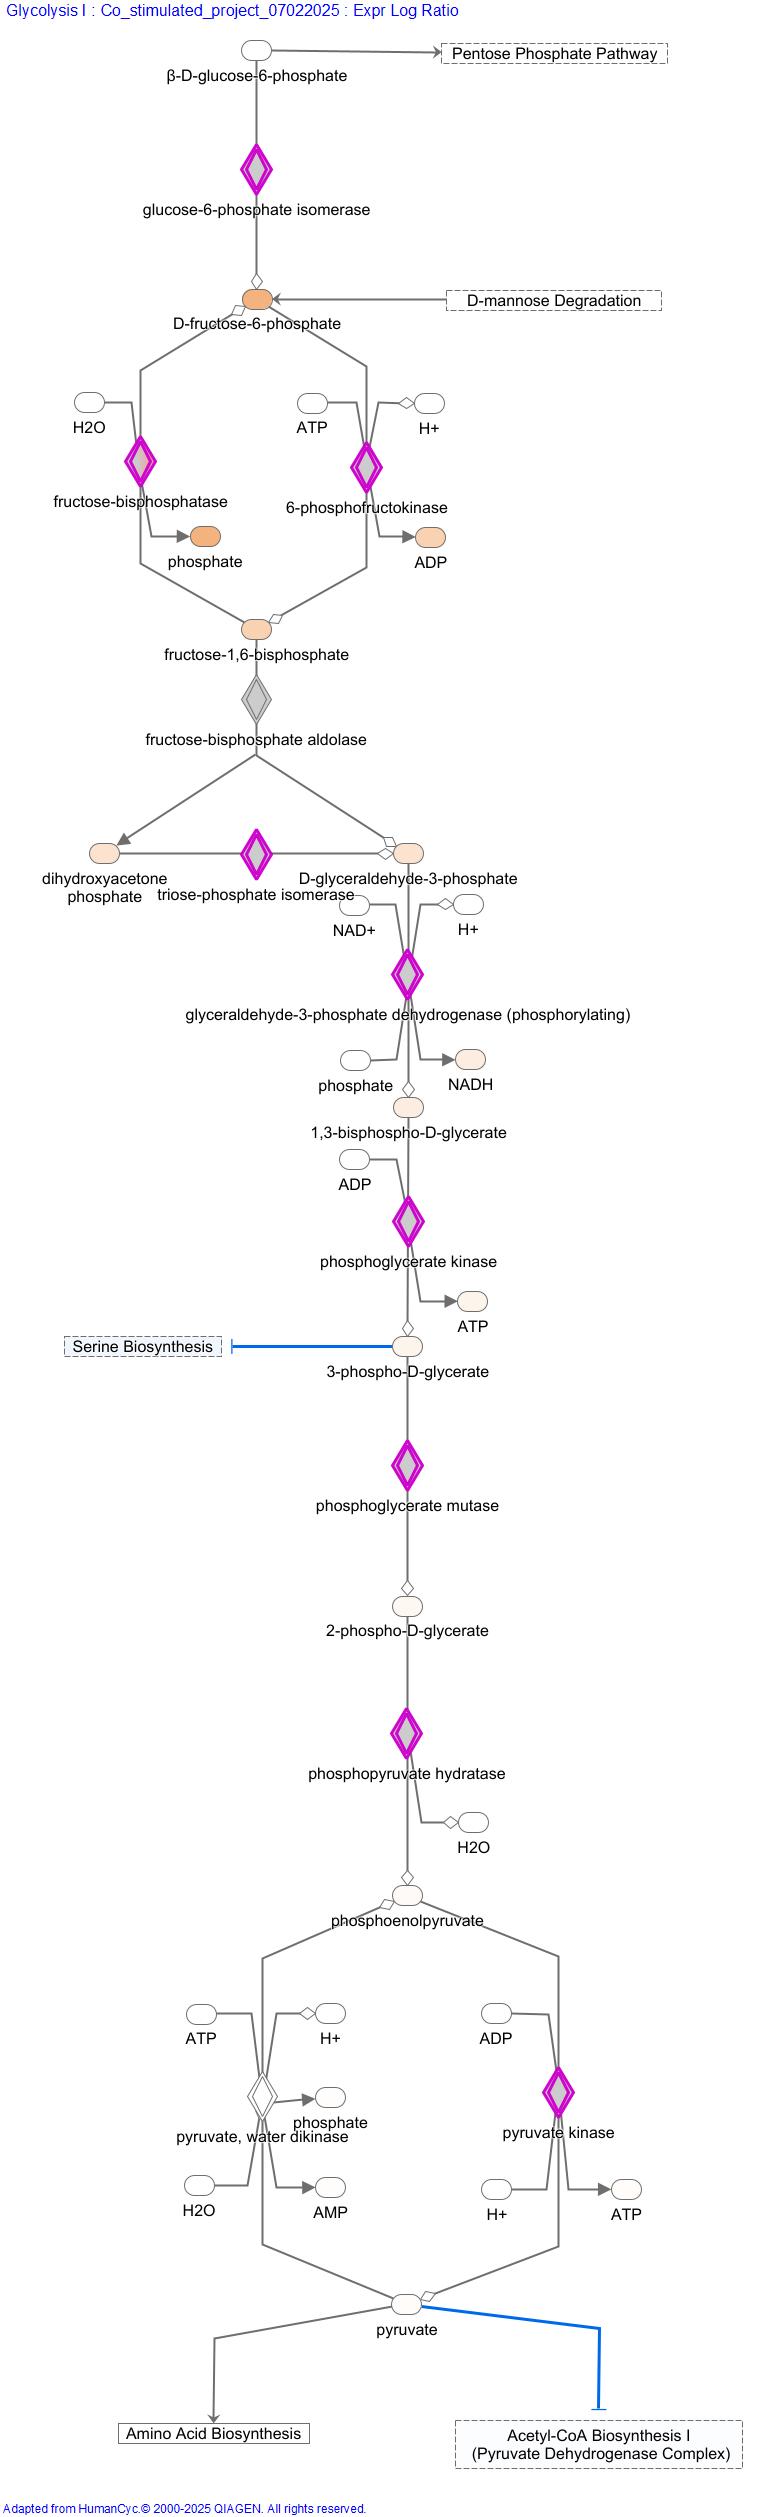 Glycolysis I : Co_stimulated_project_07022025 : Expr Log Ratio
Pentose Phosphate Pathway
β-D-glucose-6-phosphate
glucose-6-phosphate isomerase
D-mannose Degradation
D-fructose-6-phosphate
H2O
ATP
H+
fructose-bisphosphatase
6-phosphofructokinase
phosphate
ADP
fructose-1,6-bisphosphate
fructose-bisphosphate aldolase
dihydroxyacetone
phosphate
triose-phosphate isomerase
D-glyceraldehyde-3-phosphate
NAD+
H+
glyceraldehyde-3-phosphate dehydrogenase (phosphorylating)
phosphate
NADH
1,3-bisphospho-D-glycerate
ADP
phosphoglycerate kinase
ATP
Serine Biosynthesis
3-phospho-D-glycerate
phosphoglycerate mutase
2-phospho-D-glycerate
phosphopyruvate hydratase
H2O
phosphoenolpyruvate
ATP
H+
ADP
phosphate
pyruvate, water dikinase
pyruvate kinase
H2O
AMP
H+
ATP
pyruvate
Amino Acid Biosynthesis
Acetyl-CoA Biosynthesis I
(Pyruvate Dehydrogenase Complex)
Adapted from HumanCyc.© 2000-2025 QIAGEN. All rights reserved.